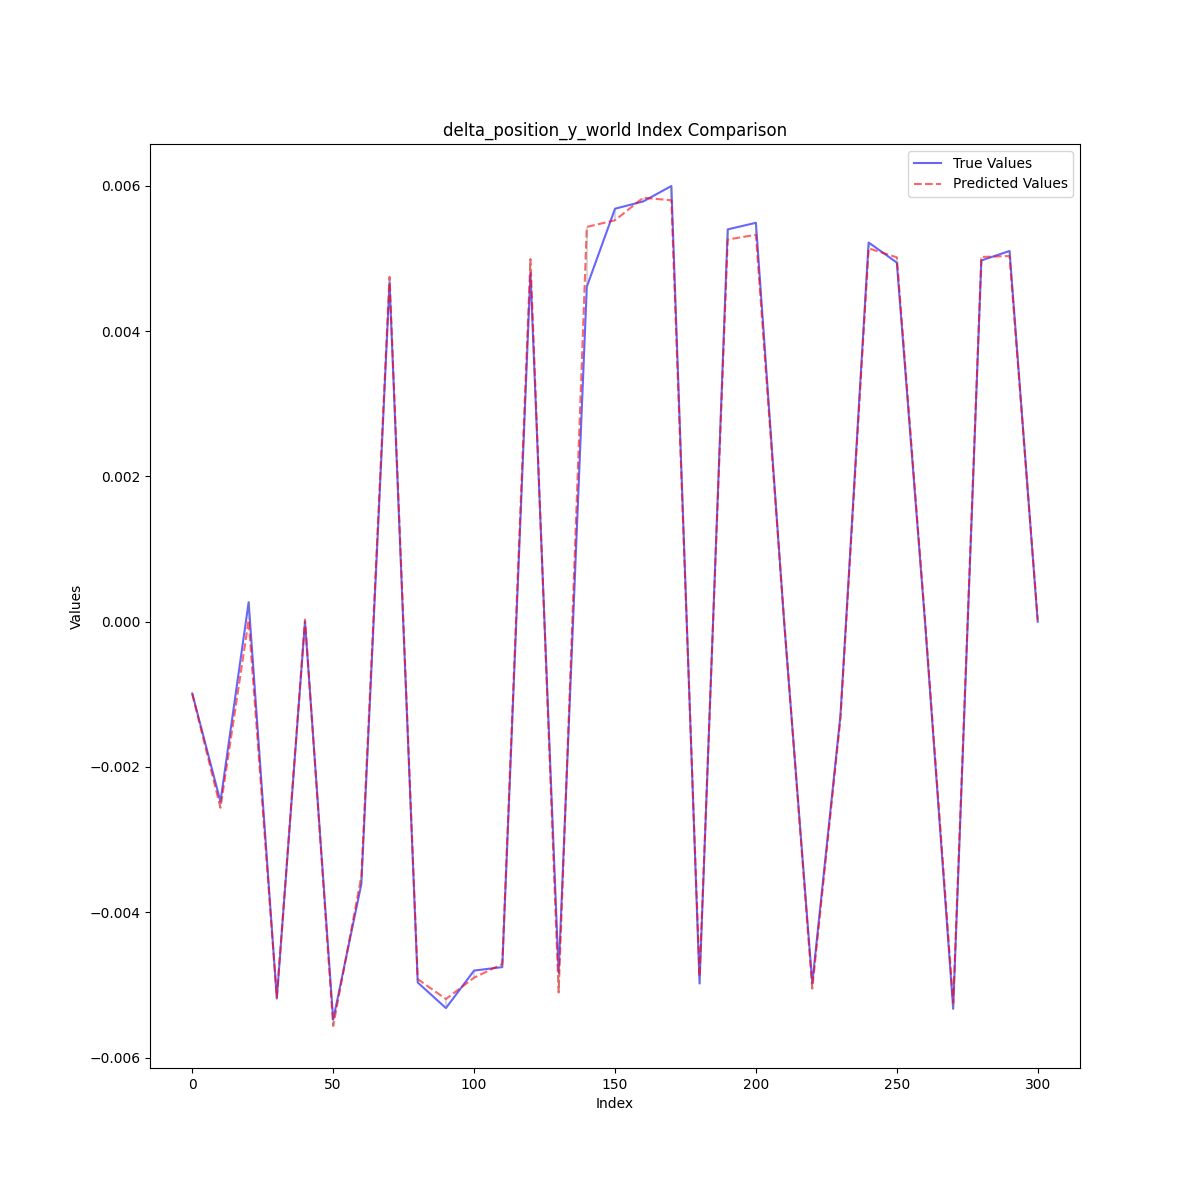 delta_position_y_world Index Comparison
True Values
Predicted Values
0.006
0.004
0.002
0.000
−0.002
−0.004
−0.006
Values
0 50 100 150 200 250 300
Index